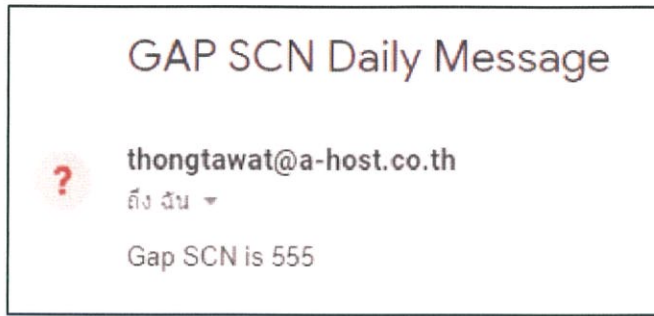 GAP SCN Daily Message
?
thongtawat@a-host.co.th
ถึง ฉัน
Gap SCN is 555